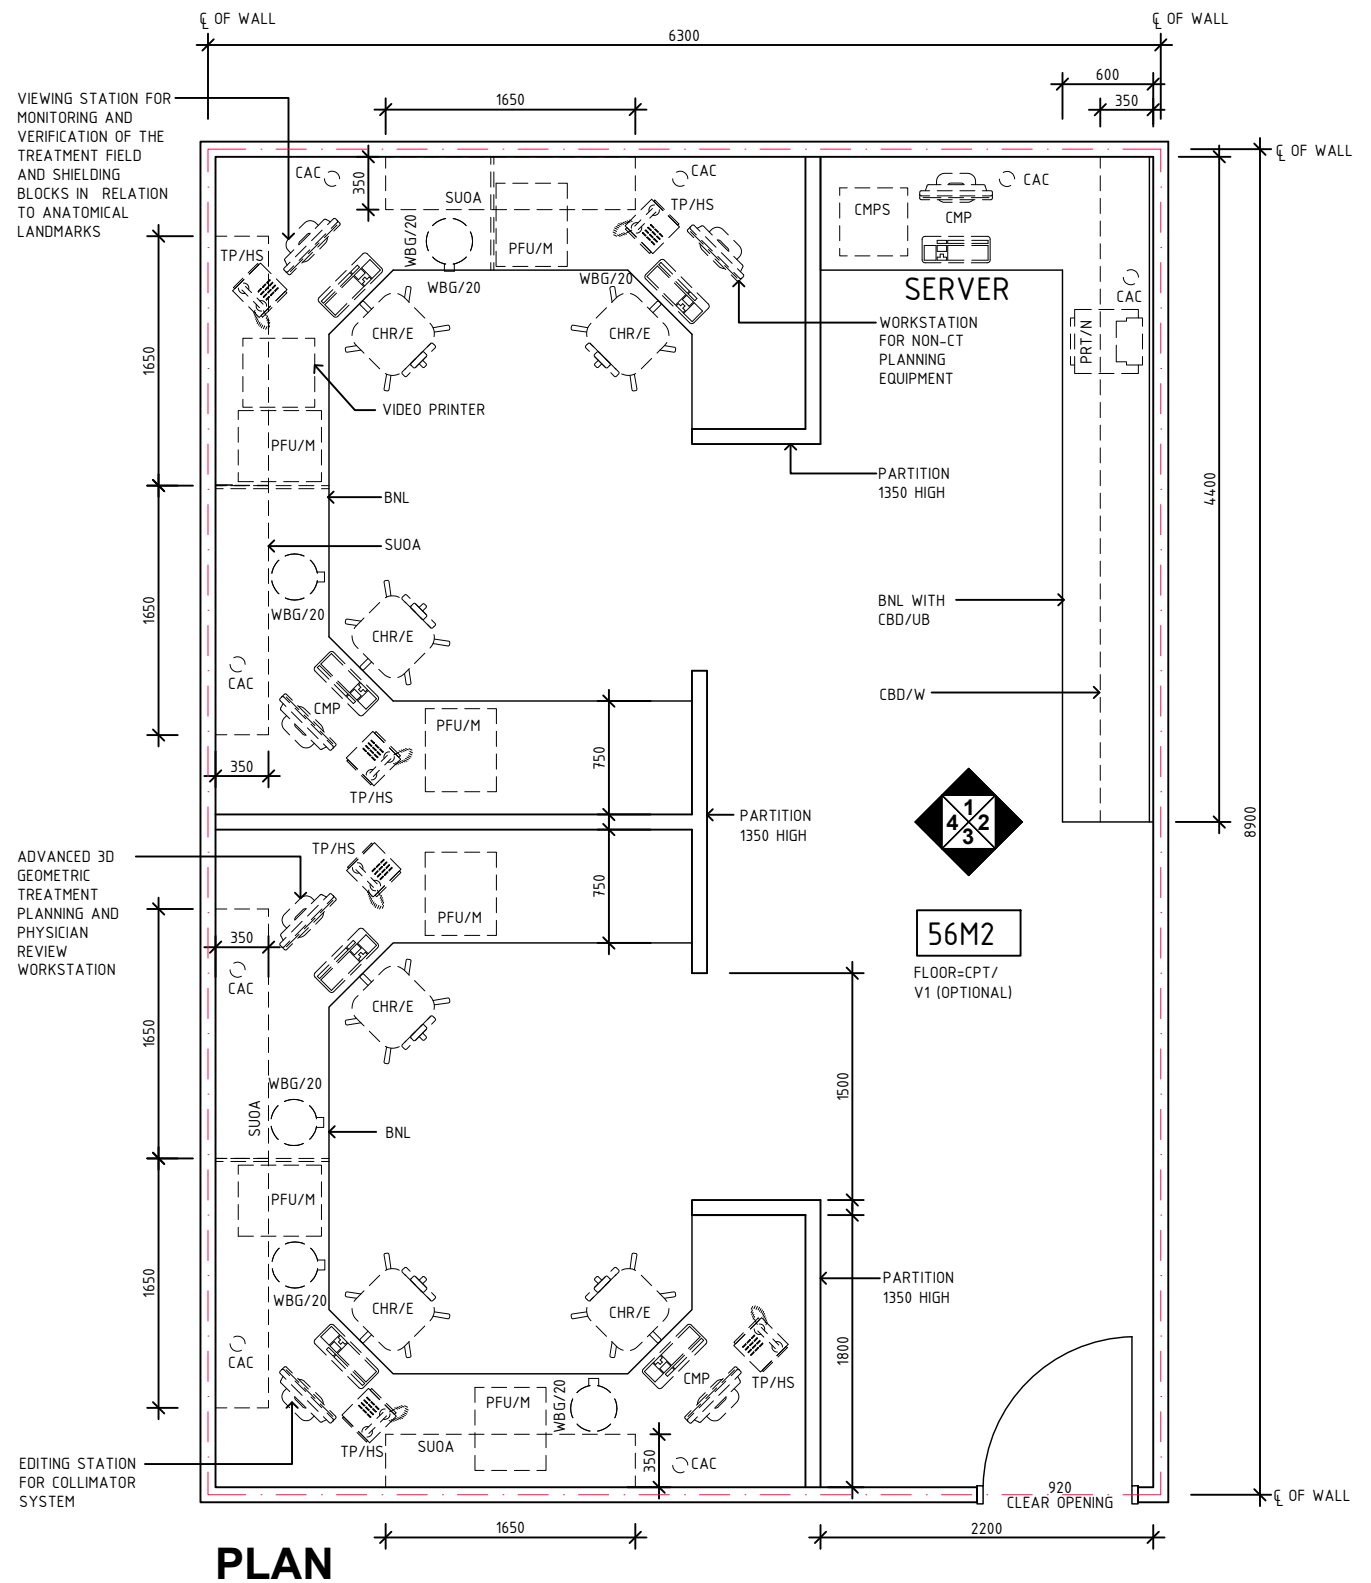 ℄ OF WALL
℄ OF WALL
6300
600
350
1650
VIEWING STATION FOR
MONITORING AND
VERIFICATION OF THE
TREATMENT FIELD
AND SHIELDING
BLOCKS IN RELATION
TO ANATOMICAL
LANDMARKS
℄ OF WALL
CAC
350
SUOA
CAC
TP/HS
CMPS
CMP
CAC
TP/HS
WBG/20
PFU/M
WBG/20
WBG/20
SERVER
CAC
CHR/E
CHR/E
WORKSTATION
FOR NON-CT
PLANNING
EQUIPMENT
PRT/N
1650
VIDEO PRINTER
PFU/M
PARTITION
1350 HIGH
4400
BNL
SUOA
1650
WBG/20
CHR/E
BNL WITH
CBD/UB
CAC
CMP
CBD/W
PFU/M
750
350
TP/HS
PARTITION
1350 HIGH
1
4 2
3
8900
ADVANCED 3D
GEOMETRIC
TREATMENT
PLANNING AND
PHYSICIAN
REVIEW
WORKSTATION
TP/HS
750
PFU/M
350
56M2
CAC
FLOOR=CPT/
V1 (OPTIONAL)
CHR/E
1650
1500
WBG/20
SUOA
BNL
PFU/M
1650
WBG/20
PARTITION
1350 HIGH
CHR/E
CHR/E
CAC
1800
CMP
TP/HS
PFU/M
WBG/20
TP/HS
SUOA
350
CAC
EDITING STATION
FOR COLLIMATOR
SYSTEM
920
CLEAR OPENING
℄ OF WALL
1650
2200
PLAN